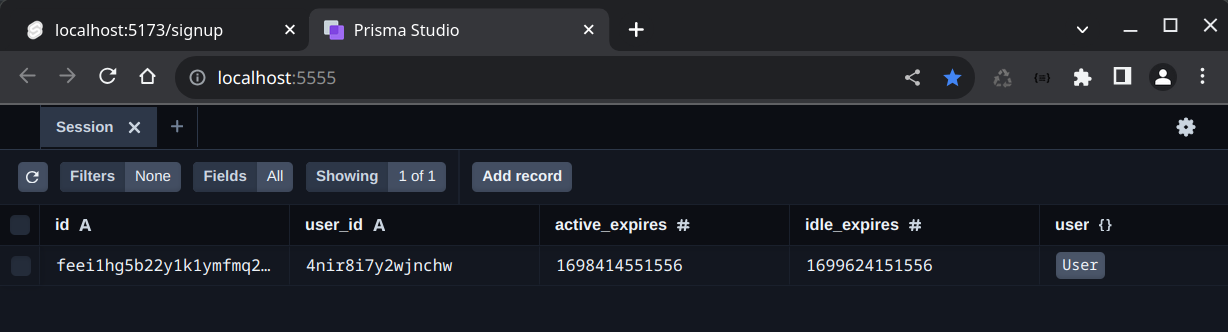 localhost:5173/signup
Prisma Studio
localhost:5555
Session
Filters None Fields All Showing 1 of 1 Add record
id A user_id A active_expires # idle_expires # user {}
feei1hg5b22y1k1ymfmq2… 4nir8i7y2wjnchw 1698414551556 1699624151556 User